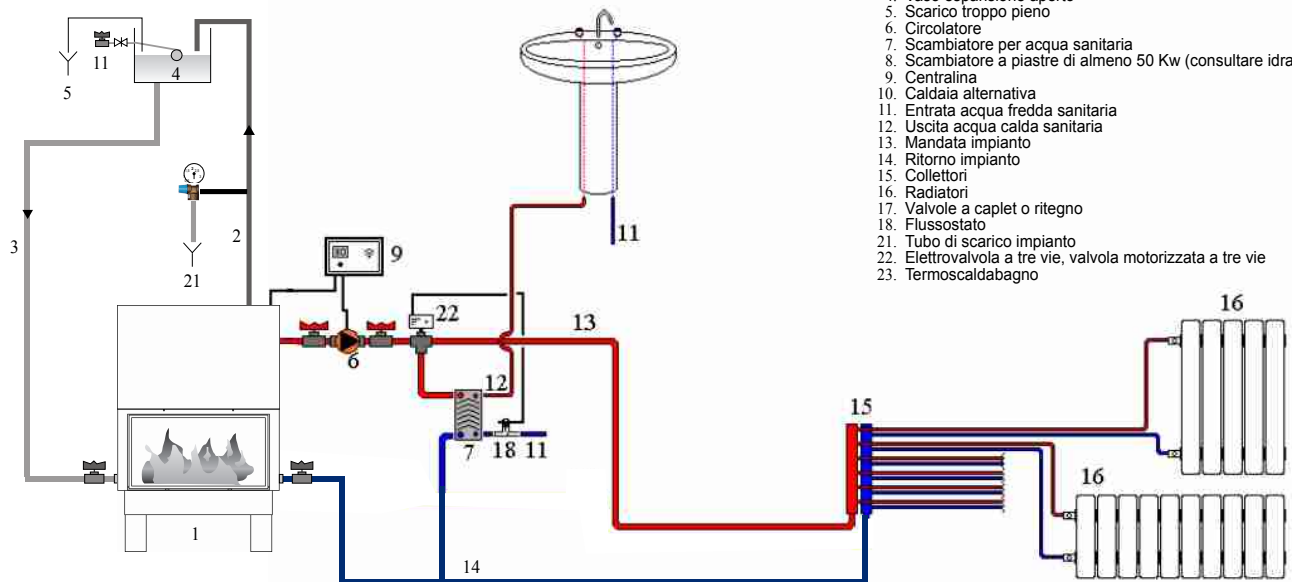 4. Vaso espansione aperto
5. Scarico troppo pieno
6. Circolatore
7. Scambiatore per acqua sanitaria
8. Scambiatore a piastre di almeno 50 Kw (consultare idra
9. Centralina
10. Caldaia alternativa
11. Entrata acqua fredda sanitaria
12. Uscita acqua calda sanitaria
13. Mandata impianto
14. Ritorno impianto
15. Collettori
16. Radiatori
17. Valvole a caplet o ritegno
18. Flussostato
21. Tubo di scarico impianto
22. Elettrovalvola a tre vie, valvola motorizzata a tre vie
23. Termoscaldabagno
11
4
5
3
2
21
9
11
22
13
6
12
7
18
11
15
16
16
1
14